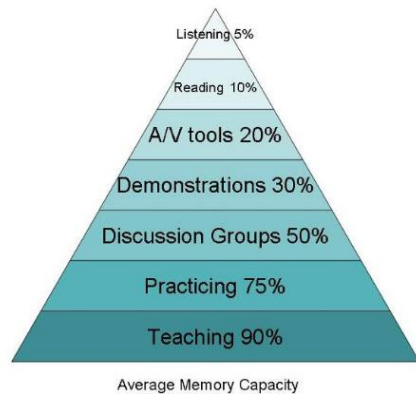 Listening 5%
Reading 10%
A/V tools 20%
Demonstrations 30%
Discussion Groups 50%
Practicing 75%
Teaching 90%
Average Memory Capacity